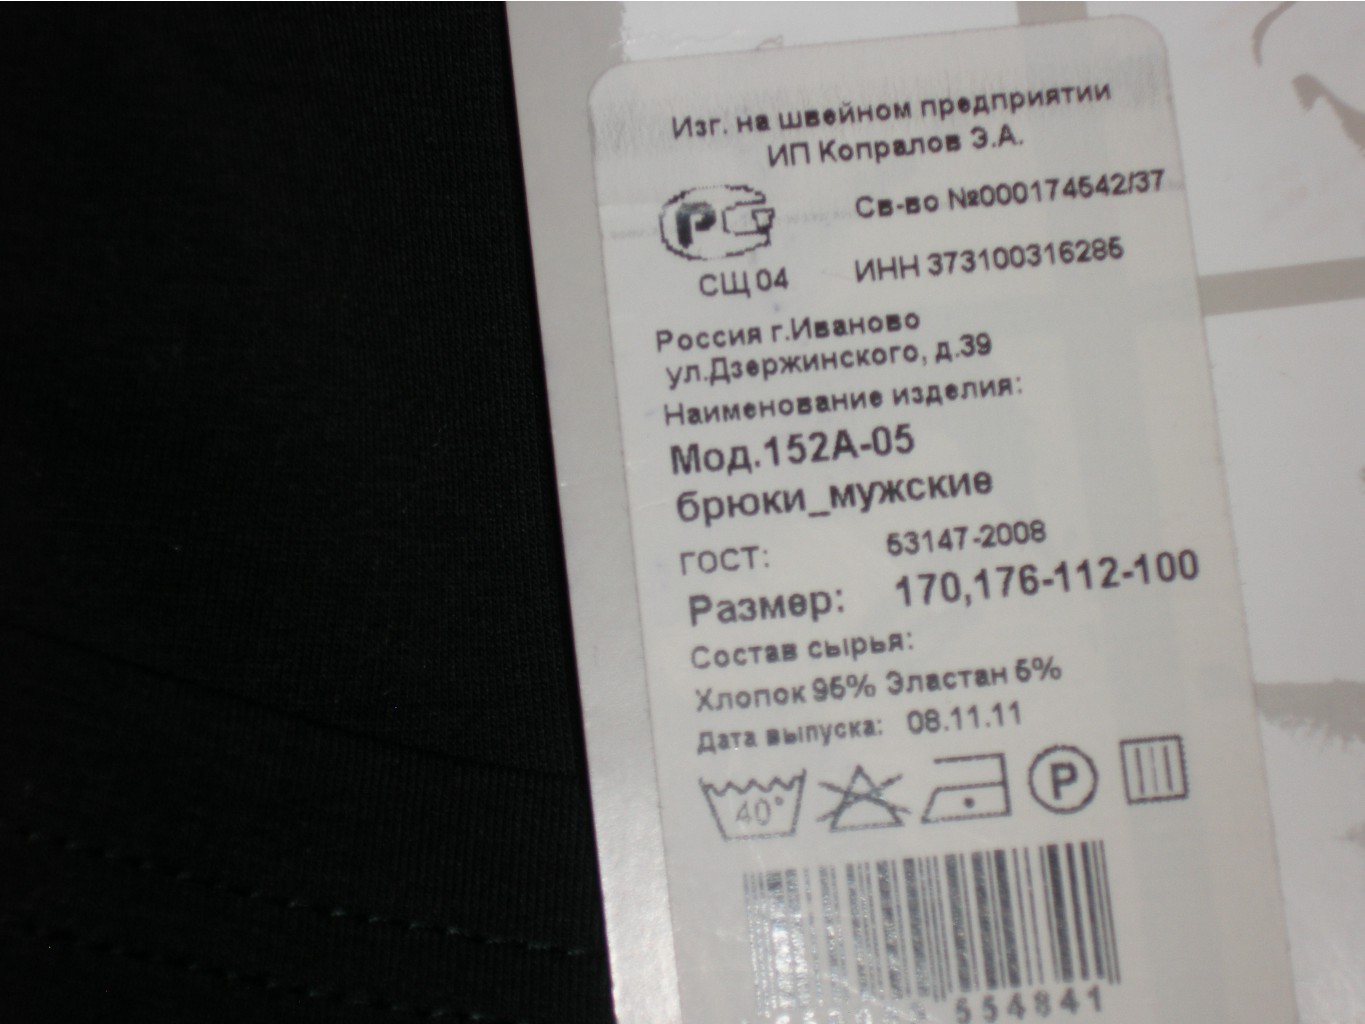 Изг. на швейном предприятии
ИП Копралов Э.А.
РС
Св-во №000174542/37
СЩ 04
ИНН 373100316285
Россия г.Иваново
ул.Дзержинского, д.39
Наименование изделия:
Мод.152А-05
брюки_мужские
ГОСТ: 53147-2008
Размер: 170,176-112-100
Состав сырья:
Хлопок 95% Эластан 5%
Дата выпуска: 08.11.11
40° P
554841